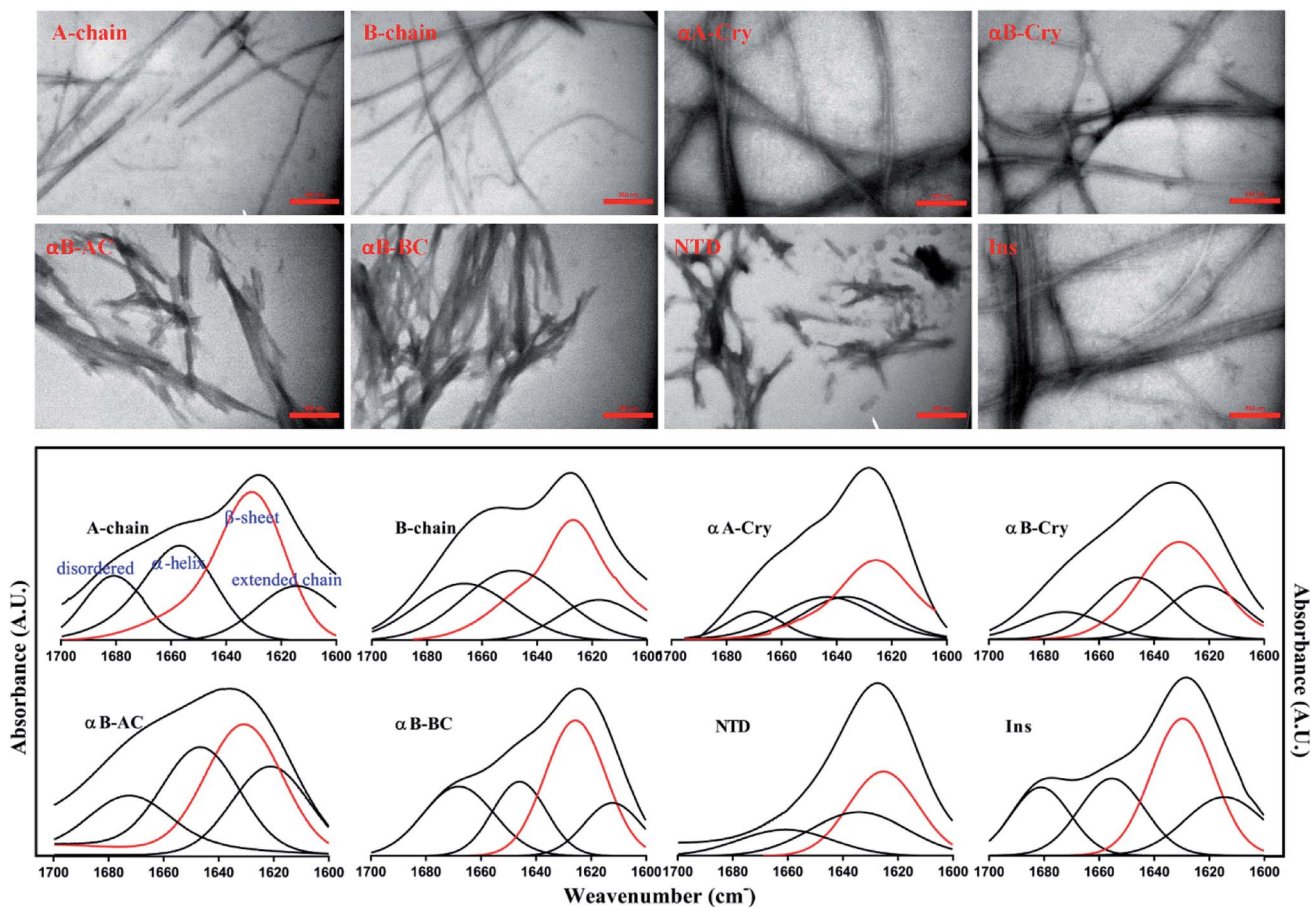 A-chain
B-chain
αA-Cry
αB-Cry
αB-AC
αB-BC
NTD
Ins
A-chain
disordered
α-helix
β-sheet
extended chain
1700 1680 1660 1640 1620 1600
B-chain
1700 1680 1660 1640 1620 1600
αA-Cry
1700 1680 1660 1640 1620 1600
αB-Cry
1700 1680 1660 1640 1620 1600
αB-AC
1700 1680 1660 1640 1620 1600
αB-BC
1700 1680 1660 1640 1620 1600
NTD
1700 1680 1660 1640 1620 1600
Ins
1700 1680 1660 1640 1620 1600
Absorbance (A.U.)
Absorbance (A.U.)
Weavenumber (cm⁻)